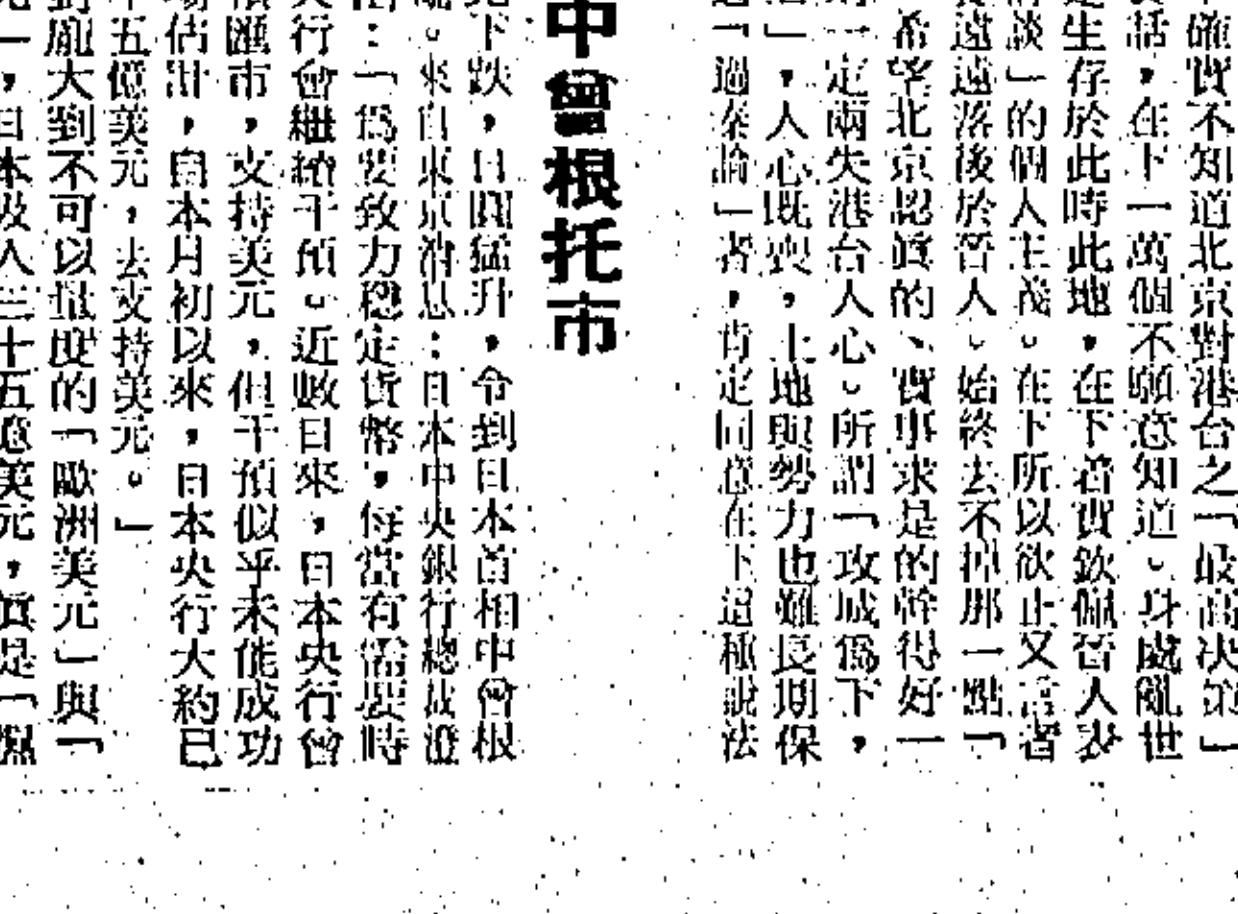 確實不知道北京對港台之「最高決策」
話，在下一萬個不願意知道。身處亂世
生存於此時此地，在下着實欽佩晉人
談」的個人主義。在下所以欲止又言者
遠遠落後於晉人。始終去不掉那一點「
希望北京認眞的、實事求是的幹得好一
一定兩失港台人心。所謂「攻城爲下，
」，人心既喪，土地與勢力也難長期保
「過秦論」者，肯定同意在下這種說法
中曾根托市
下跌，日圓猛升，令到日本首相中曾根
。來自東京消息：日本中央銀行總裁澄
：「爲要致力穩定貨幣，每當有需要時
行會繼續干預。近數日來，日本央行曾
匯市，支持美元，但干預似乎未能成功
估計，自本月初以來，日本央行大約已
五億美元，去支持美元。」
龐大到不可以量度的「歐洲美元」與「
」，日本吸入三十五億美元，眞是「